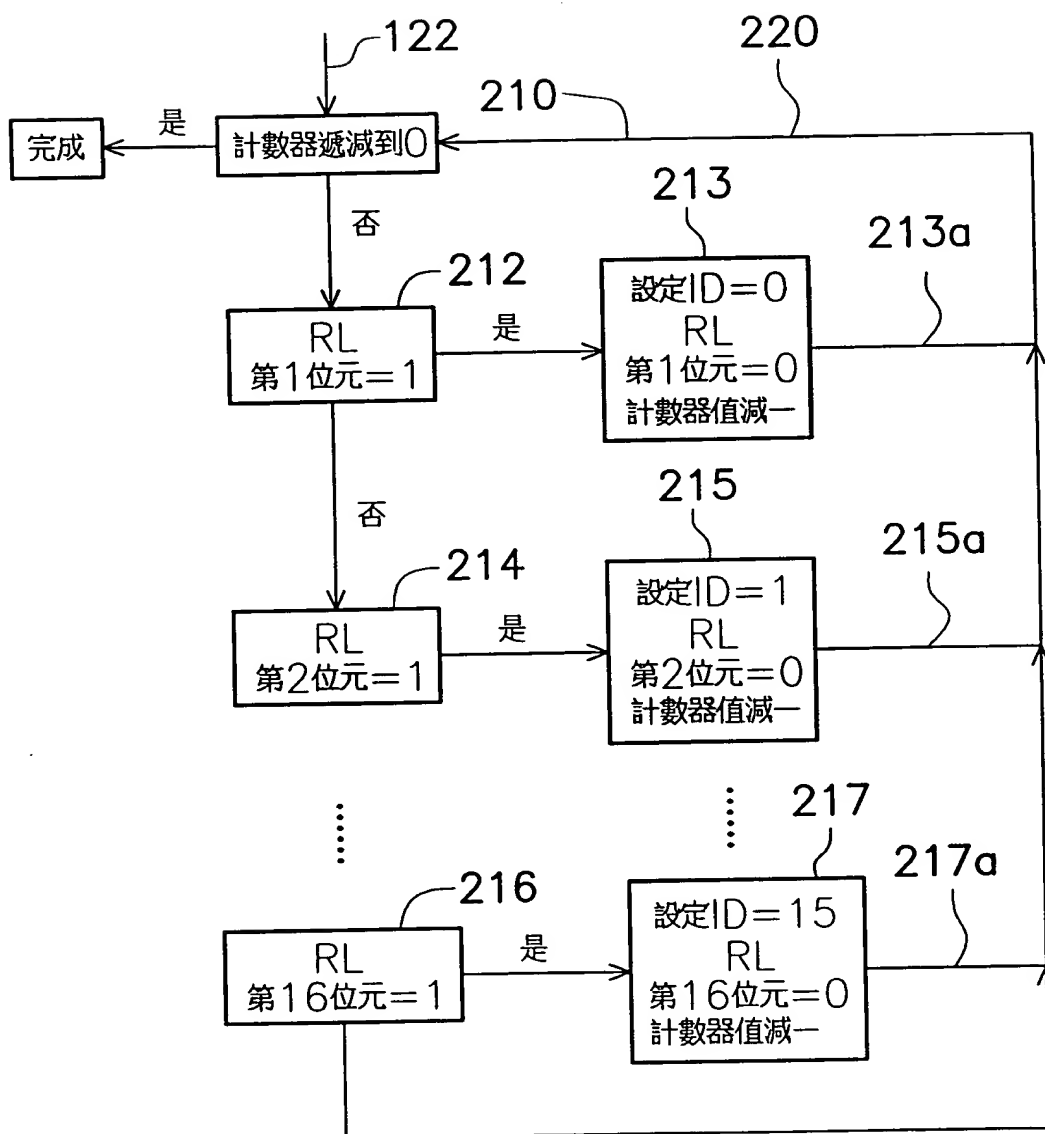 122
220
210
完成
是
計數器遞減到0
否
213
213a
212
設定ID=0
RL
第1位元=0
計數器值減一
RL
第1位元=1
是
否
215
215a
214
設定ID=1
RL
第2位元=0
計數器值減一
RL
第2位元=1
是
......
......
217
217a
216
設定ID=15
RL
第16位元=0
計數器值減一
RL
第16位元=1
是